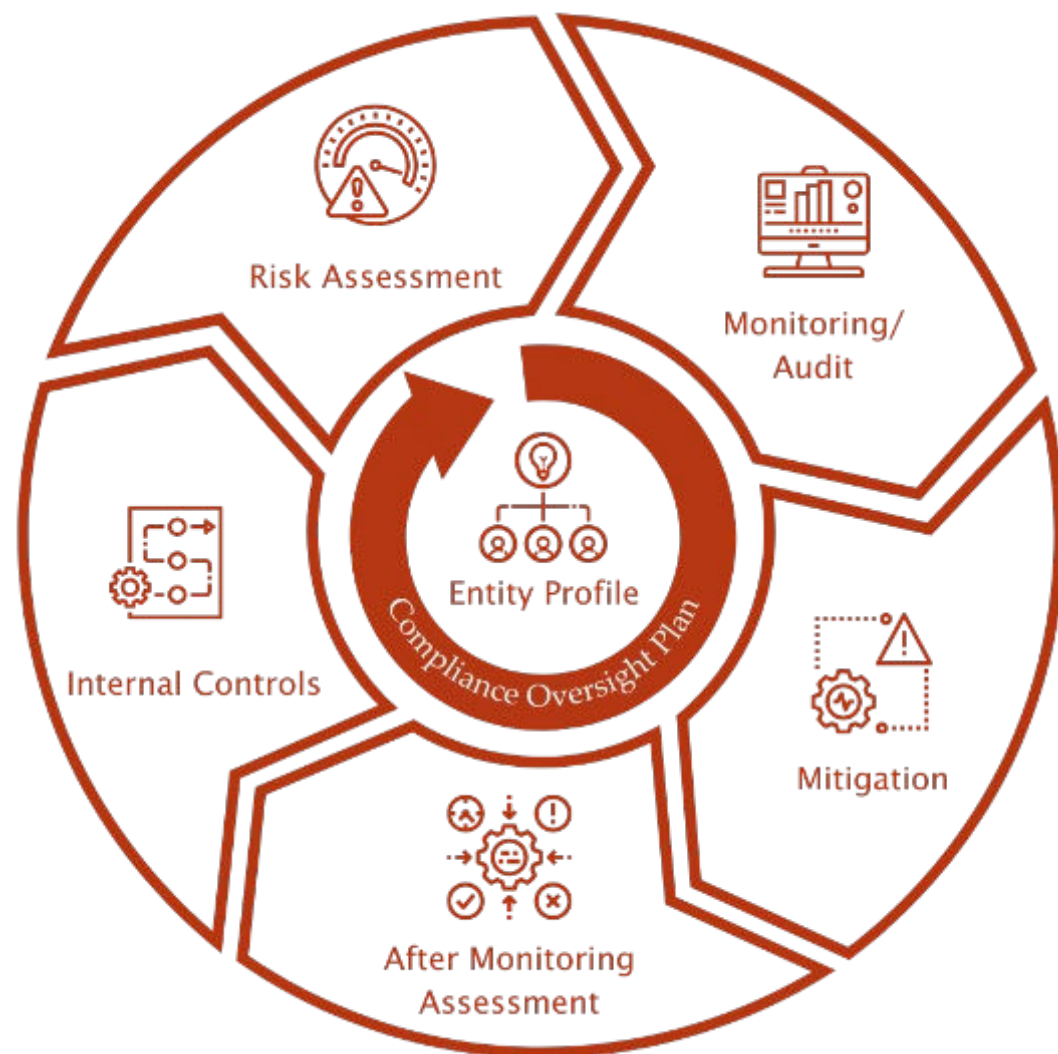 Risk Assessment
Monitoring/
Audit
Mitigation
After Monitoring
Assessment
Internal Controls
Entity Profile
Compliance Oversight Plan